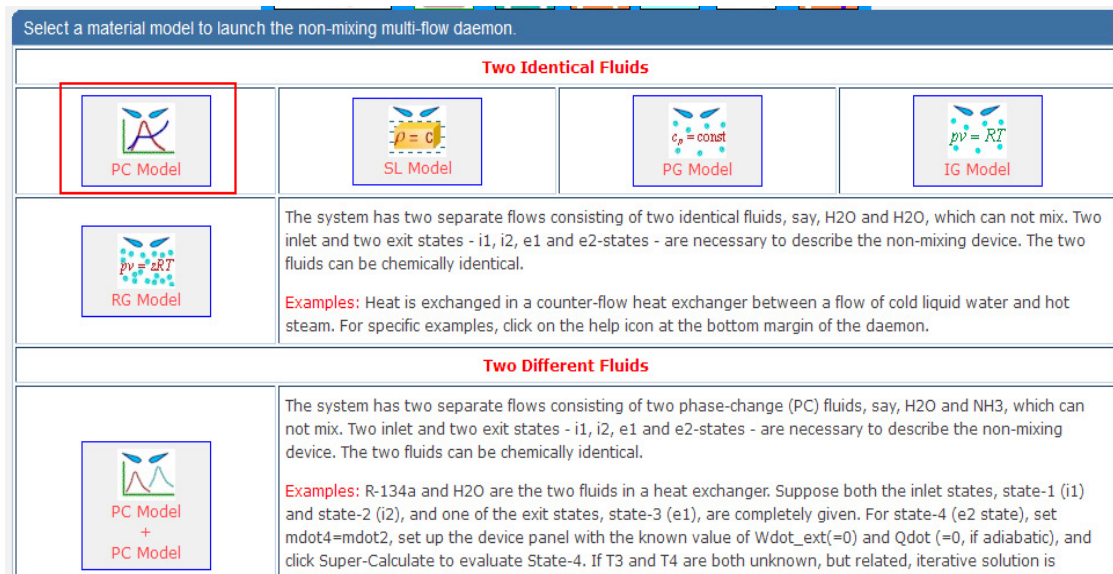 Select a material model to launch the non-mixing multi-flow daemon.
Two Identical Fluids
PC Model
ρ = c
SL Model
c_p = const
PG Model
pv = RT
IG Model
pv = zRT
RG Model
The system has two separate flows consisting of two identical fluids, say, H2O and H2O, which can not mix. Two
inlet and two exit states - i1, i2, e1 and e2-states - are necessary to describe the non-mixing device. The two
fluids can be chemically identical.
Examples: Heat is exchanged in a counter-flow heat exchanger between a flow of cold liquid water and hot
steam. For specific examples, click on the help icon at the bottom margin of the daemon.
Two Different Fluids
PC Model
+
PC Model
The system has two separate flows consisting of two phase-change (PC) fluids, say, H2O and NH3, which can
not mix. Two inlet and two exit states - i1, i2, e1 and e2-states - are necessary to describe the non-mixing
device. The two fluids can be chemically identical.
Examples: R-134a and H2O are the two fluids in a heat exchanger. Suppose both the inlet states, state-1 (i1)
and state-2 (i2), and one of the exit states, state-3 (e1), are completely given. For state-4 (e2 state), set
mdot4=mdot2, set up the device panel with the known value of Wdot_ext(=0) and Qdot (=0, if adiabatic), and
click Super-Calculate to evaluate State-4. If T3 and T4 are both unknown, but related, iterative solution is